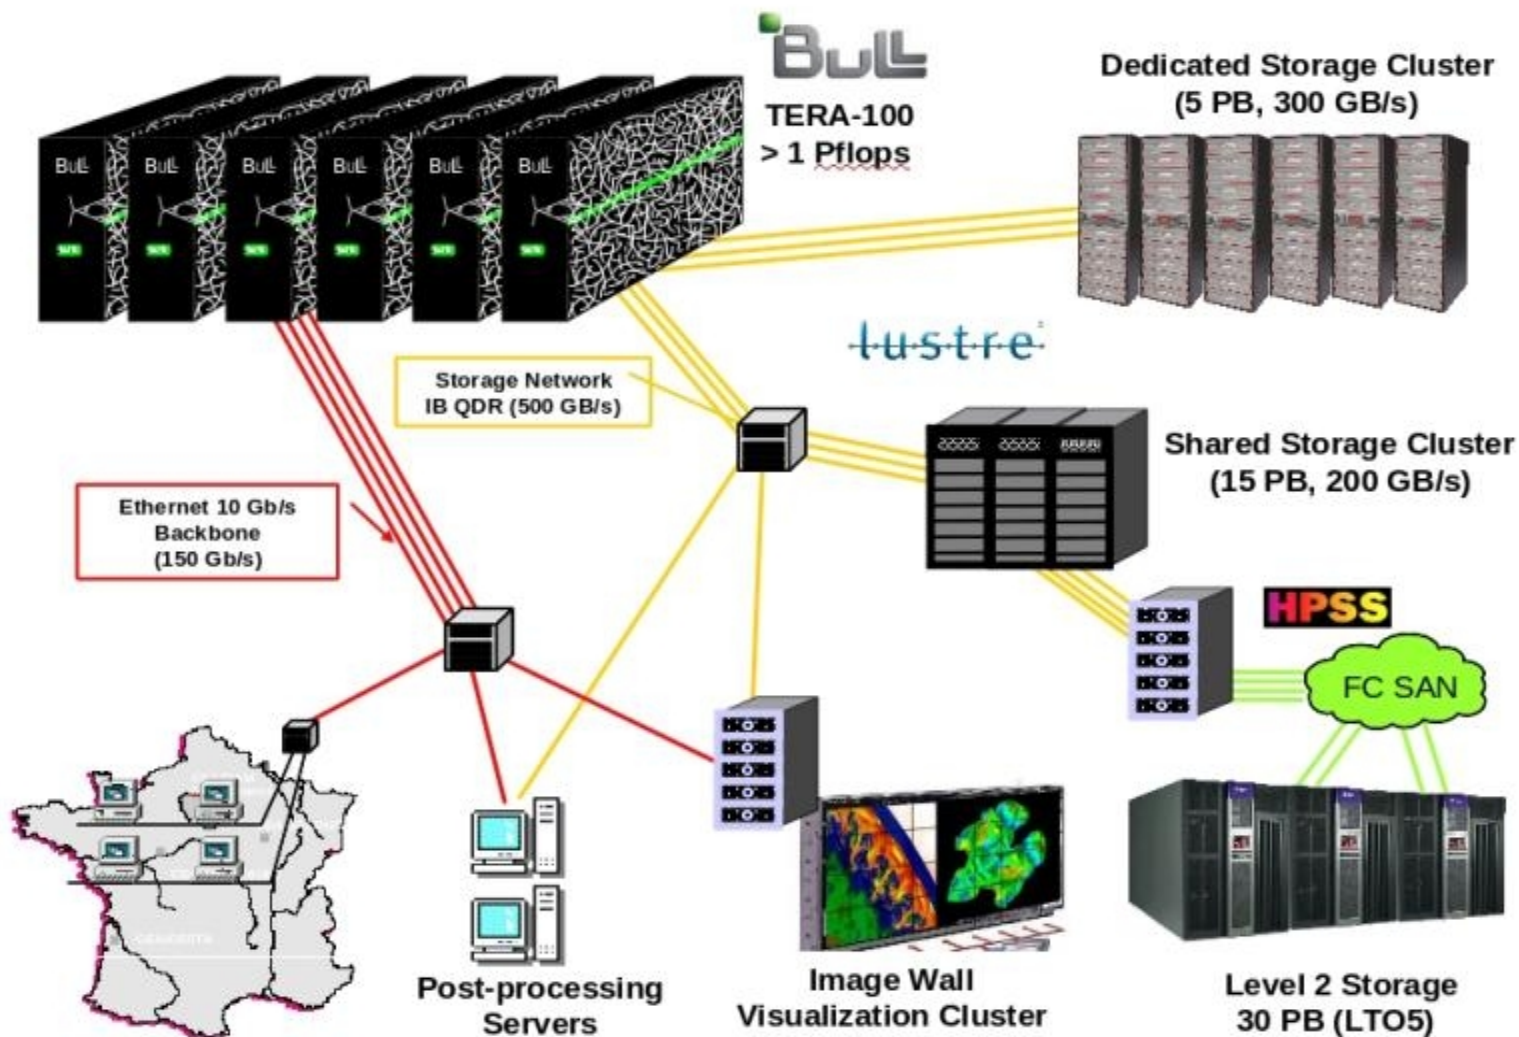 Bull
TERA-100
> 1 Pflops
Dedicated Storage Cluster
(5 PB, 300 GB/s)
Bull
Bull
Bull
Bull
Bull
Bull
lustre
Storage Network
IB QDR (500 GB/s)
Shared Storage Cluster
(15 PB, 200 GB/s)
Ethernet 10 Gb/s
Backbone
(150 Gb/s)
HPSS
FC SAN
Post-processing
Servers
Image Wall
Visualization Cluster
Level 2 Storage
30 PB (LTO5)